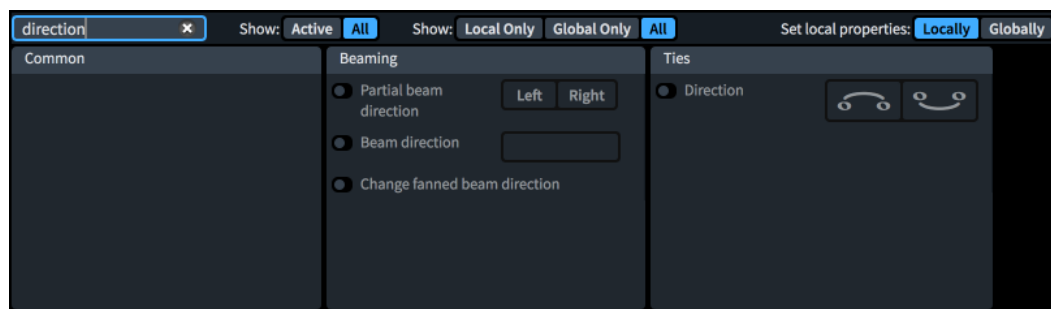 direction Show: Active All Show: Local Only Global Only All Set local properties: Locally Globally
Common Beaming Ties
Partial beam direction Left Right
Beam direction
Change fanned beam direction
Direction